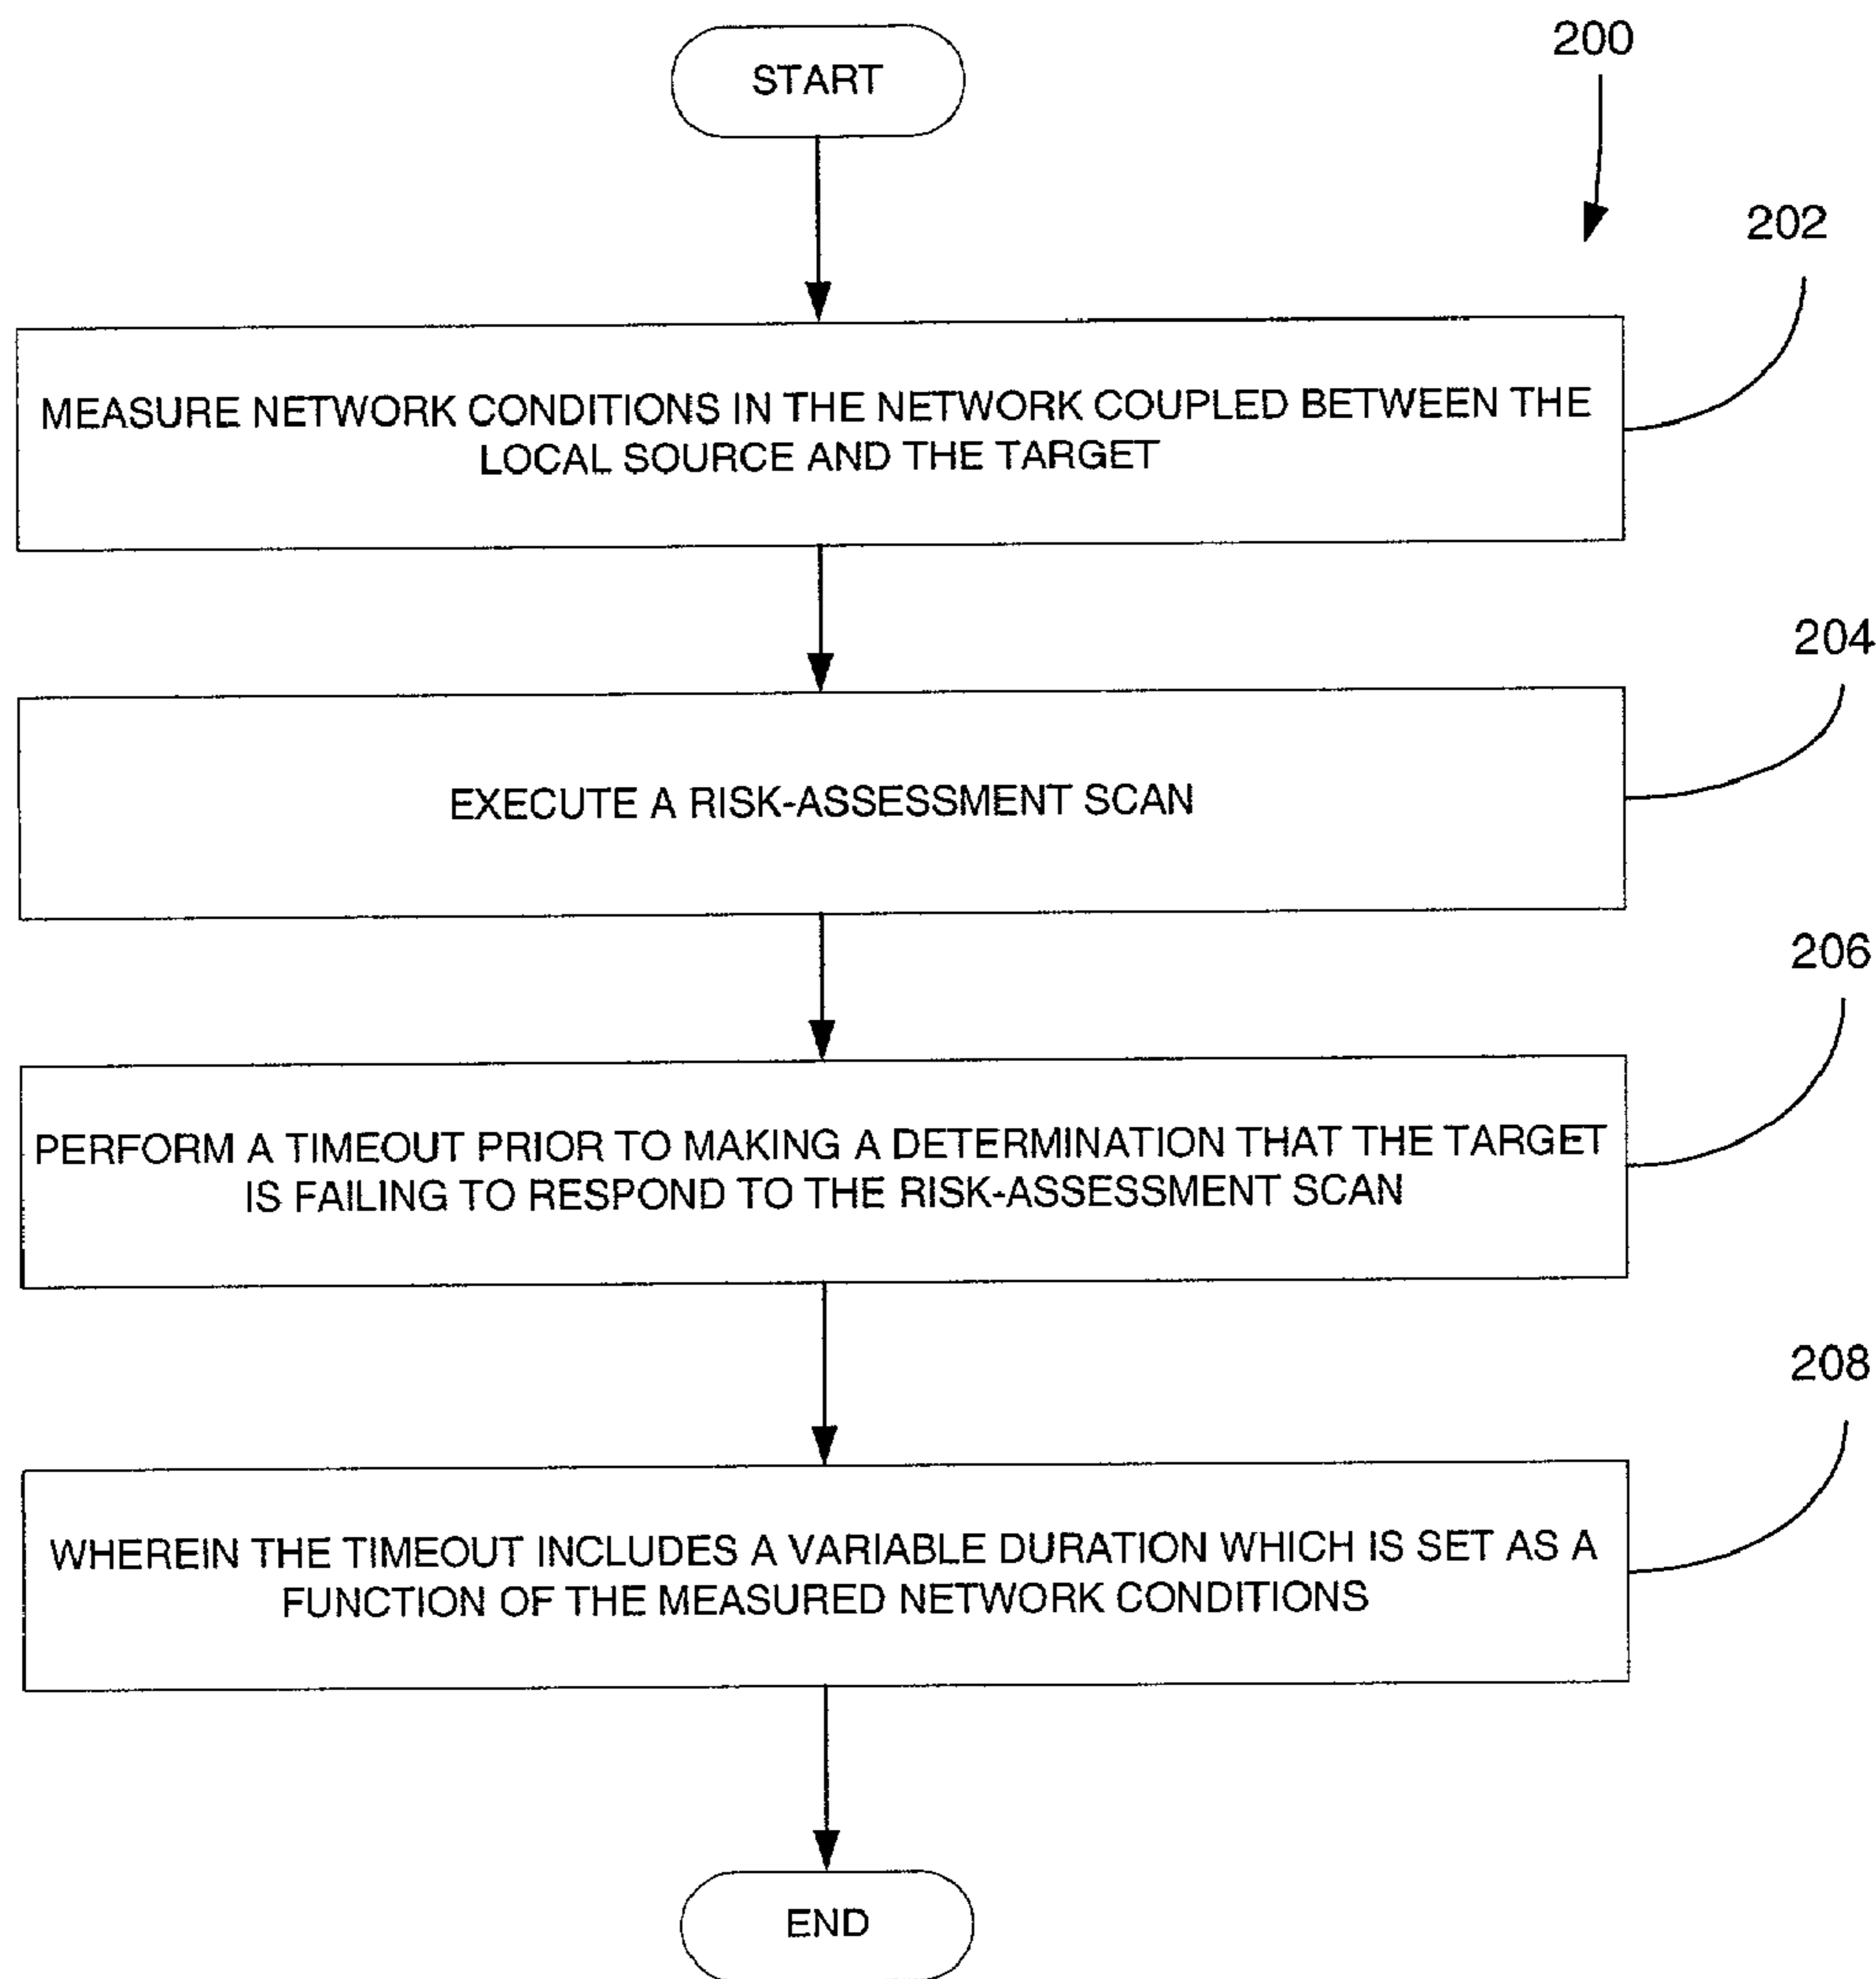 START
200
202
MEASURE NETWORK CONDITIONS IN THE NETWORK COUPLED BETWEEN THE
LOCAL SOURCE AND THE TARGET
204
EXECUTE A RISK-ASSESSMENT SCAN
206
PERFORM A TIMEOUT PRIOR TO MAKING A DETERMINATION THAT THE TARGET
IS FAILING TO RESPOND TO THE RISK-ASSESSMENT SCAN
208
WHEREIN THE TIMEOUT INCLUDES A VARIABLE DURATION WHICH IS SET AS A
FUNCTION OF THE MEASURED NETWORK CONDITIONS
END